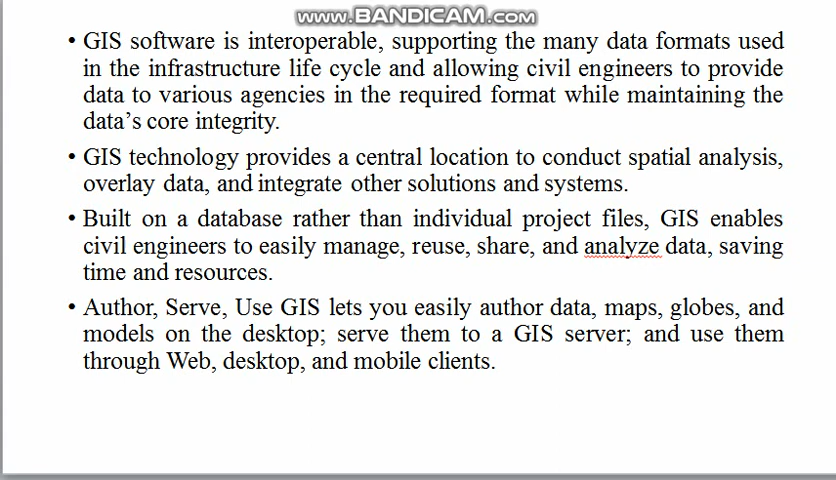 www.BANDICAM.com
• GIS software is interoperable, supporting the many data formats used
in the infrastructure life cycle and allowing civil engineers to provide
data to various agencies in the required format while maintaining the
data’s core integrity.
• GIS technology provides a central location to conduct spatial analysis,
overlay data, and integrate other solutions and systems.
• Built on a database rather than individual project files, GIS enables
civil engineers to easily manage, reuse, share, and analyze data, saving
time and resources.
• Author, Serve, Use GIS lets you easily author data, maps, globes, and
models on the desktop; serve them to a GIS server; and use them
through Web, desktop, and mobile clients.